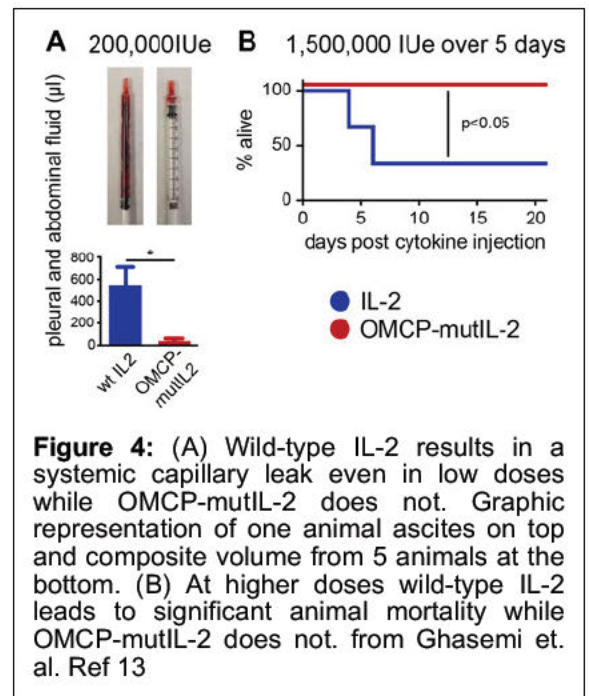 A 200,000IUe B 1,500,000 IUe over 5 days
pleural and abdominal fluid (µl)
800
600
400
200
0
*
wt IL2
OMCP-
mutIL2
% alive
100
50
0
p<0.05
0 5 10 15 20
days post cytokine injection
IL-2
OMCP-mutIL-2
Figure 4: (A) Wild-type IL-2 results in a
systemic capillary leak even in low doses
while OMCP-mutIL-2 does not. Graphic
representation of one animal ascites on top
and composite volume from 5 animals at the
bottom. (B) At higher doses wild-type IL-2
leads to significant animal mortality while
OMCP-mutIL-2 does not. from Ghasemi et.
al. Ref 13